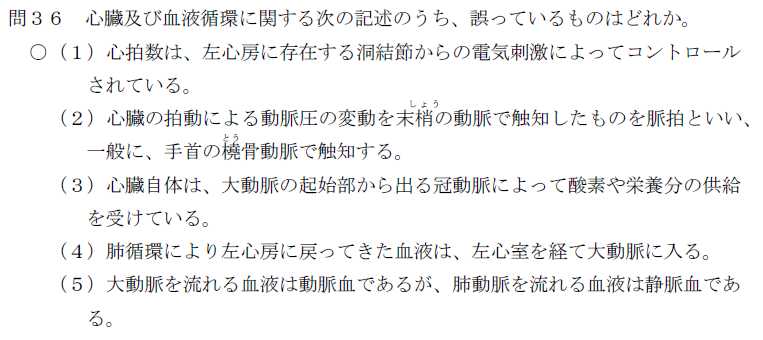 問３６　心臓及び血液循環に関する次の記述のうち、誤っているものはどれか。
○（１）心拍数は、左心房に存在する洞結節からの電気刺激によってコントロール
されている。
（２）心臓の拍動による動脈圧の変動を末梢しょうの動脈で触知したものを脈拍といい、
一般に、手首の橈とう骨動脈で触知する。
（３）心臓自体は、大動脈の起始部から出る冠動脈によって酸素や栄養分の供給
を受けている。
（４）肺循環により左心房に戻ってきた血液は、左心室を経て大動脈に入る。
（５）大動脈を流れる血液は動脈血であるが、肺動脈を流れる血液は静脈血であ
る。